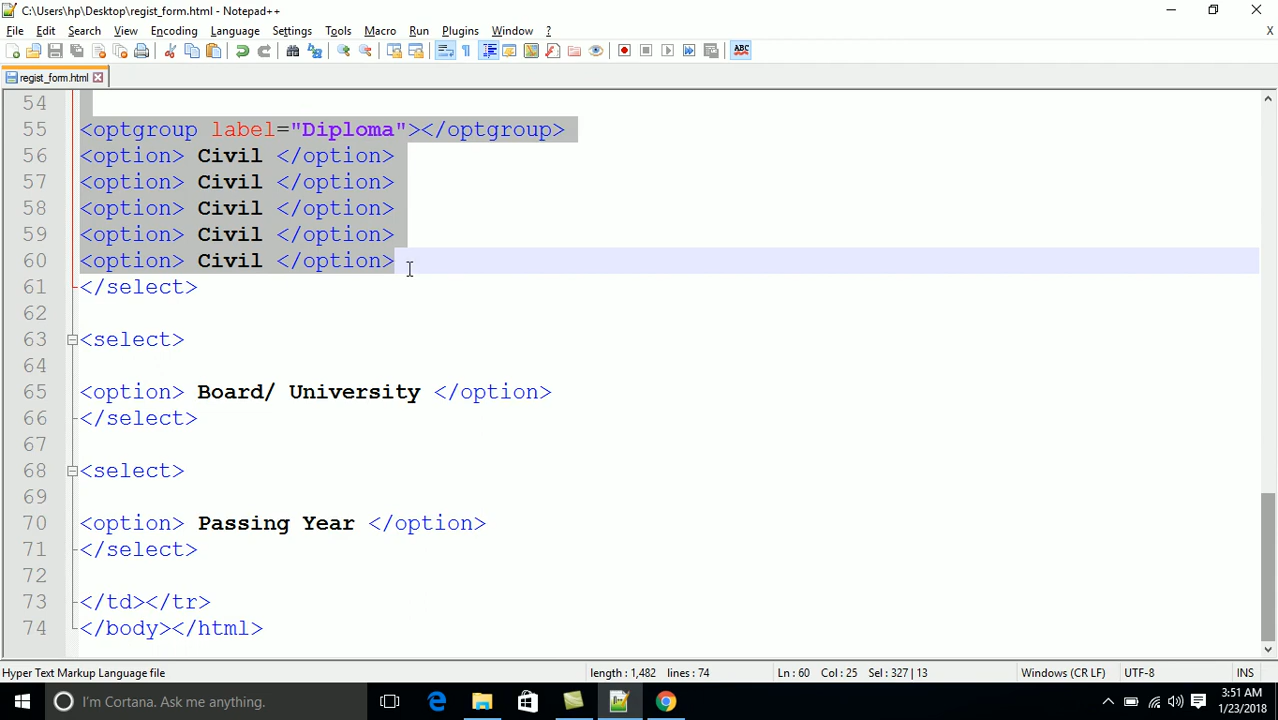 C:\Users\hp\Desktop\regist_form.html - Notepad++
File Edit Search View Encoding Language Settings Tools Macro Run Plugins Window ?
X
ABC
regist_form.html
54
55 <optgroup label="Diploma"></optgroup>
56 <option> Civil </option>
57 <option> Civil </option>
58 <option> Civil </option>
59 <option> Civil </option>
60 <option> Civil </option>
61 </select>
62
63 <select>
64
65 <option> Board/ University </option>
66 </select>
67
68 <select>
69
70 <option> Passing Year </option>
71 </select>
72
73 </td></tr>
74 </body></html>
Hyper Text Markup Language file length : 1,482 lines : 74 Ln : 60 Col : 25 Sel : 327 | 13 Windows (CR LF) UTF-8 INS
I'm Cortana. Ask me anything.
3:51 AM
1/23/2018